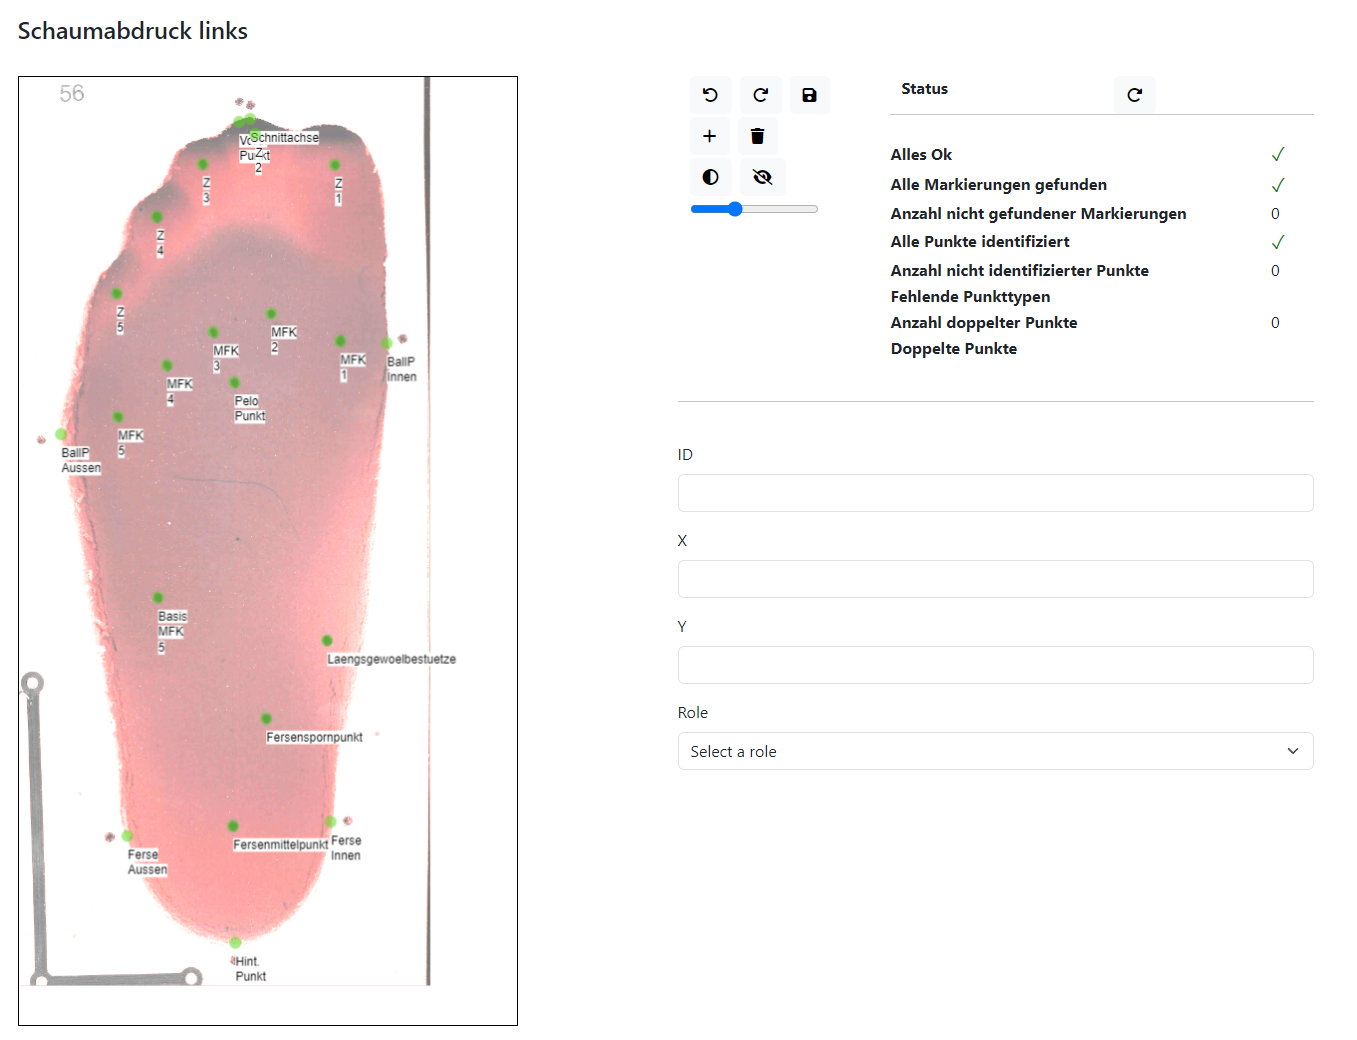 Schaumabdruck links
56
Schnittachse
Punkt
Z
2
Z
3
Z
1
Z
4
Z
5
MFK
2
MFK
3
MFK
1
BallP
Innen
MFK
4
Pelo
Punkt
MFK
5
BallP
Aussen
Basis
MFK
5
Laengsgewoelbestuetze
Fersenspornpunkt
Fersenmittelpunkt
Ferse
Innen
Ferse
Aussen
Hint.
Punkt
Status
Alles Ok ✓
Alle Markierungen gefunden ✓
Anzahl nicht gefundener Markierungen 0
Alle Punkte identifiziert ✓
Anzahl nicht identifizierter Punkte 0
Fehlende Punkttypen
Anzahl doppelter Punkte 0
Doppelte Punkte
ID
X
Y
Role
Select a role